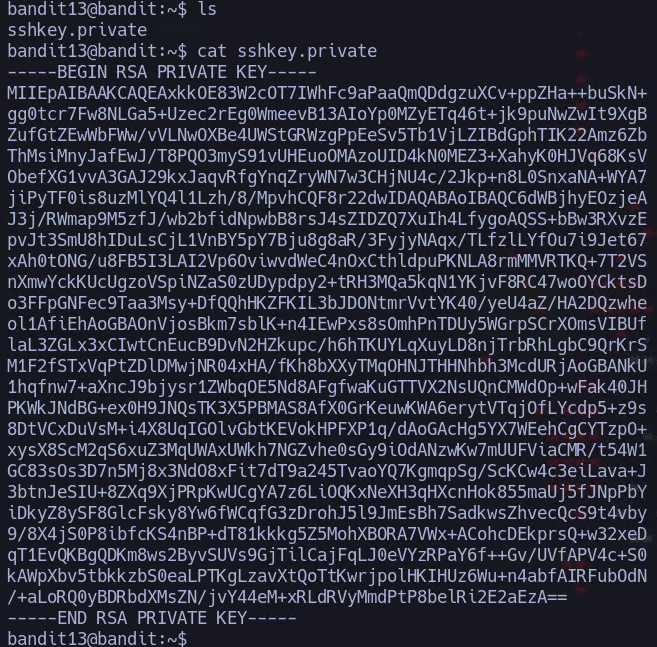 bandit13@bandit:~$ ls
sshkey.private
bandit13@bandit:~$ cat sshkey.private
-----BEGIN RSA PRIVATE KEY-----
MIIEpAIBAAKCAQEAxkkOE83W2cOT7IWhFc9aPaaQmQDdgzuXCv+ppZHa++buSkN+
gg0tcr7Fw8NLGa5+Uzec2rEg0WmeevB13AIoYp0MZyETq46t+jk9puNwZwIt9XgB
ZufGtZEwWbFWw/vVLNwOXBe4UWStGRWzgPpEeSv5Tb1VjLZIBdGphTIK22Amz6Zb
ThMsiMnyJafEwJ/T8PQO3myS91vUHEuoOMAzoUID4kN0MEZ3+XahyK0HJVq68KsV
ObefXG1vvA3GAJ29kxJaqvRfgYnqZryWN7w3CHjNU4c/2Jkp+n8L0SnxaNA+WYA7
jiPyTF0is8uzMlYQ4l1Lzh/8/MpvhCQF8r22dwIDAQABAoIBAQC6dWBjhyEOzjeA
J3j/RWmap9M5zfJ/wb2bfidNpwbB8rsJ4sZIDZQ7XuIh4LfygoAQSS+bBw3RXvzE
pvJt3SmU8hIDuLsCjL1VnBY5pY7Bju8g8aR/3FyjyNAqx/TLfzlLYfOu7i9Jet67
xAh0tONG/u8FB5I3LAI2Vp6OviwvdWeC4nOxCthldpuPKNLA8rmMMVRTKQ+7T2VS
nXmwYckKUcUgzoVSpiNZaS0zUDypdpy2+tRH3MQa5kqN1YKjvF8RC47woOYCktsD
o3FFpGNFec9Taa3Msy+DfQQhHKZFKIL3bJDONtmrVvtYK40/yeU4aZ/HA2DQzwhe
ol1AfiEhAoGBAOnVjosBkm7sblK+n4IEwPxs8sOmhPnTDUy5WGrpSCrXOmsVIBUf
laL3ZGLx3xCIwtCnEucB9DvN2HZkupc/h6hTKUYLqXuyLD8njTrbRhLgbC9QrKrS
M1F2fSTxVqPtZDlDMwjNR04xHA/fKh8bXXyTMqOHNJTHHNhbh3McdURjAoGBANkU
1hqfnw7+aXncJ9bjysr1ZWbqOE5Nd8AFgfwaKuGTTVX2NsUQnCMWdOp+wFak40JH
PKWkJNdBG+ex0H9JNQsTK3X5PBMAS8AfX0GrKeuwKWA6erytVTqjOfLYcdp5+z9s
8DtVCxDuVsM+i4X8UqIGOlvGbtKEVokHPFXP1q/dAoGAcHg5YX7WEehCgCYTzpO+
xysX8ScM2qS6xuZ3MqUWAxUWkh7NGZvhe0sGy9iOdANzwKw7mUUFViaCMR/t54W1
GC83sOs3D7n5Mj8x3NdO8xFit7dT9a245TvaoYQ7KgmqpSg/ScKCw4c3eiLava+J
3btnJeSIU+8ZXq9XjPRpKwUCgYA7z6LiOQKxNeXH3qHXcnHok855maUj5fJNpPbY
iDkyZ8ySF8GlcFsky8Yw6fWCqfG3zDrohJ5l9JmEsBh7SadkwsZhvecQcS9t4vby
9/8X4jS0P8ibfcKS4nBP+dT81kkkg5Z5MohXBORA7VWx+ACohcDEkprsQ+w32xeD
qT1EvQKBgQDKm8ws2ByvSUVs9GjTilCajFqLJ0eVYzRPaY6f++Gv/UVfAPV4c+S0
kAWpXbv5tbkkzbS0eaLPTKgLzavXtQoTtKwrjpolHKIHUz6Wu+n4abfAIRFubOdN
/+aLoRQ0yBDRbdXMsZN/jvY44eM+xRLdRVyMmdPtP8belRi2E2aEzA==
-----END RSA PRIVATE KEY-----
bandit13@bandit:~$